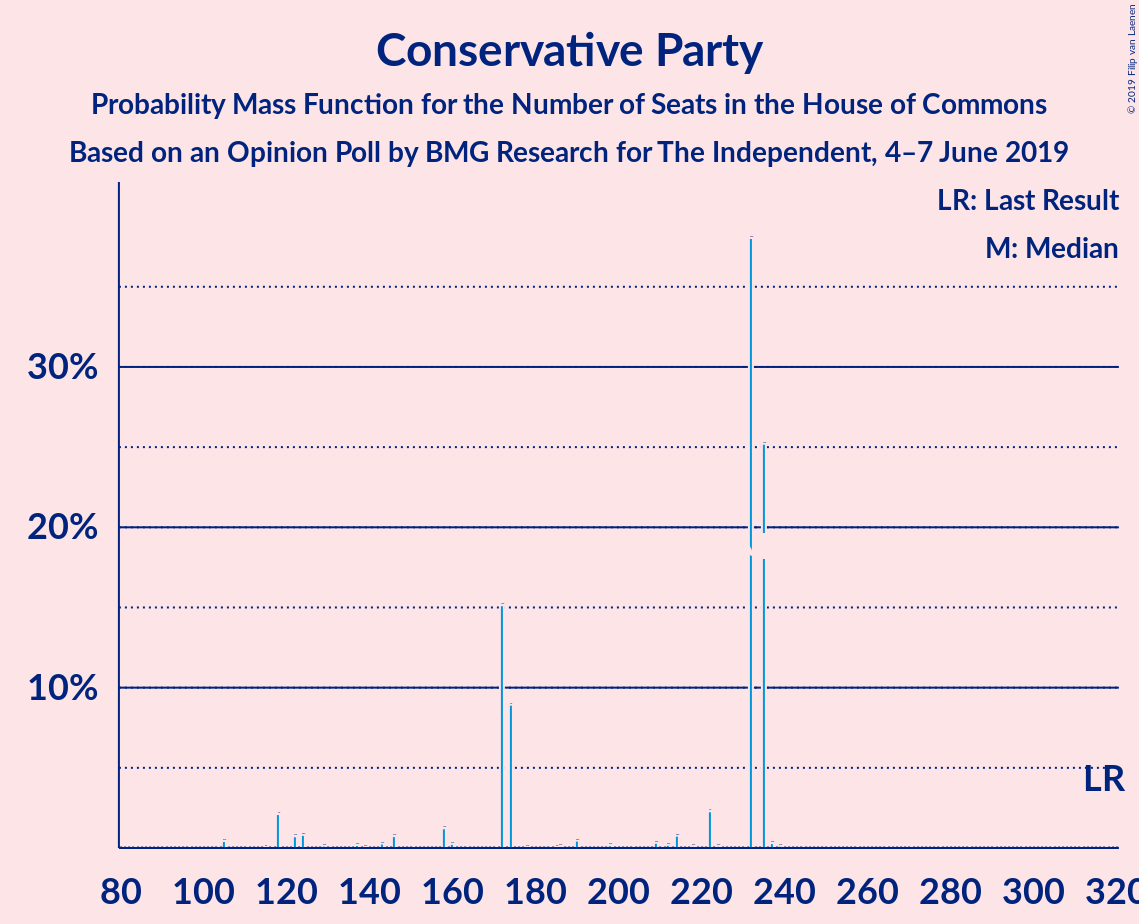 Conservative Party
Probability Mass Function for the Number of Seats in the House of Commons
Based on an Opinion Poll by BMG Research for The Independent, 4–7 June 2019
© 2019 Filip van Laenen
LR: Last Result
M: Median
30%
20%
10%
LR
80 100 120 140 160 180 200 220 240 260 280 300 320